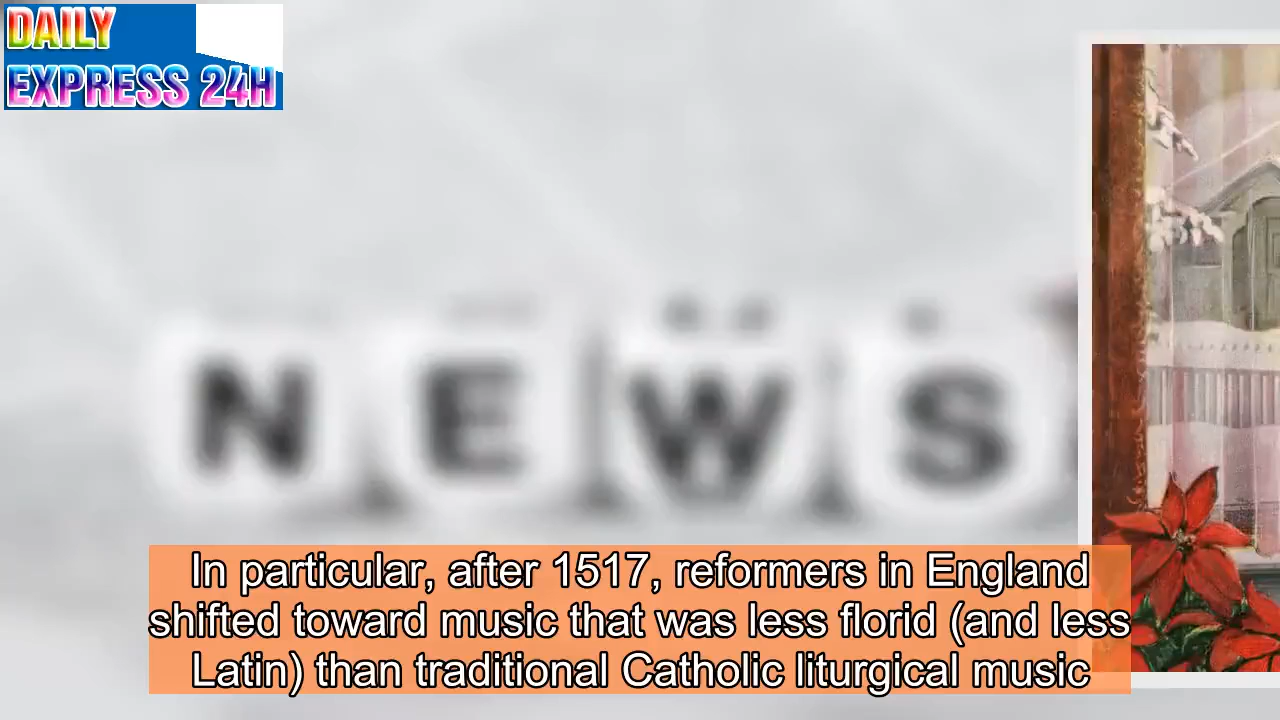 DAILY
EXPRESS 24H
NEWS
In particular, after 1517, reformers in England
shifted toward music that was less florid (and less
Latin) than traditional Catholic liturgical music